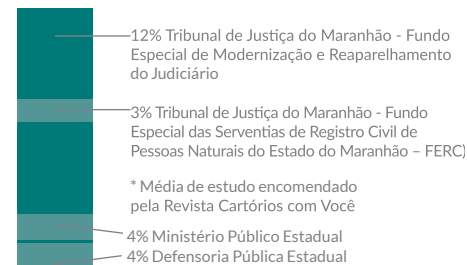 12% Tribunal de Justiça do Maranhão - Fundo
Especial de Modernização e Reaparelhamento
do Judiciário
3% Tribunal de Justiça do Maranhão - Fundo
Especial das Serventias de Registro Civil de
Pessoas Naturais do Estado do Maranhão – FERC)
* Média de estudo encomendado
pela Revista Cartórios com Você
4% Ministério Público Estadual
4% Defensoria Pública Estadual